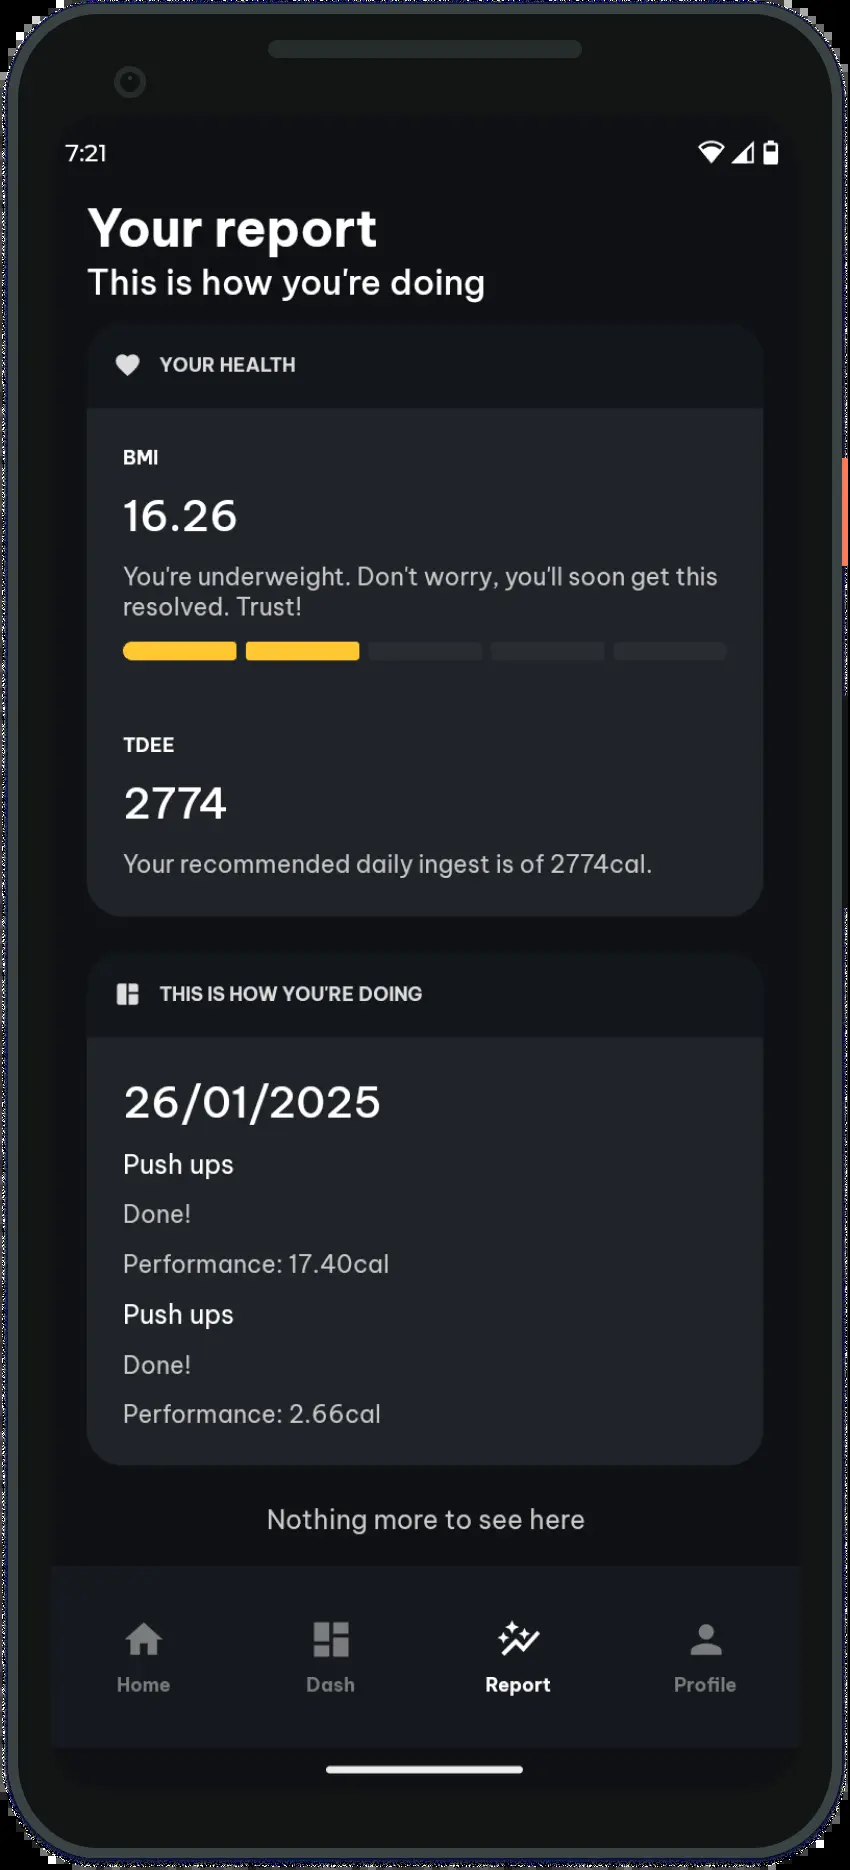 7:21
Your report
This is how you're doing
YOUR HEALTH
BMI
16.26
You're underweight. Don't worry, you'll soon get this
resolved. Trust!
TDEE
2774
Your recommended daily ingest is of 2774cal.
THIS IS HOW YOU'RE DOING
26/01/2025
Push ups
Done!
Performance: 17.40cal
Push ups
Done!
Performance: 2.66cal
Nothing more to see here
Home
Dash
Report
Profile